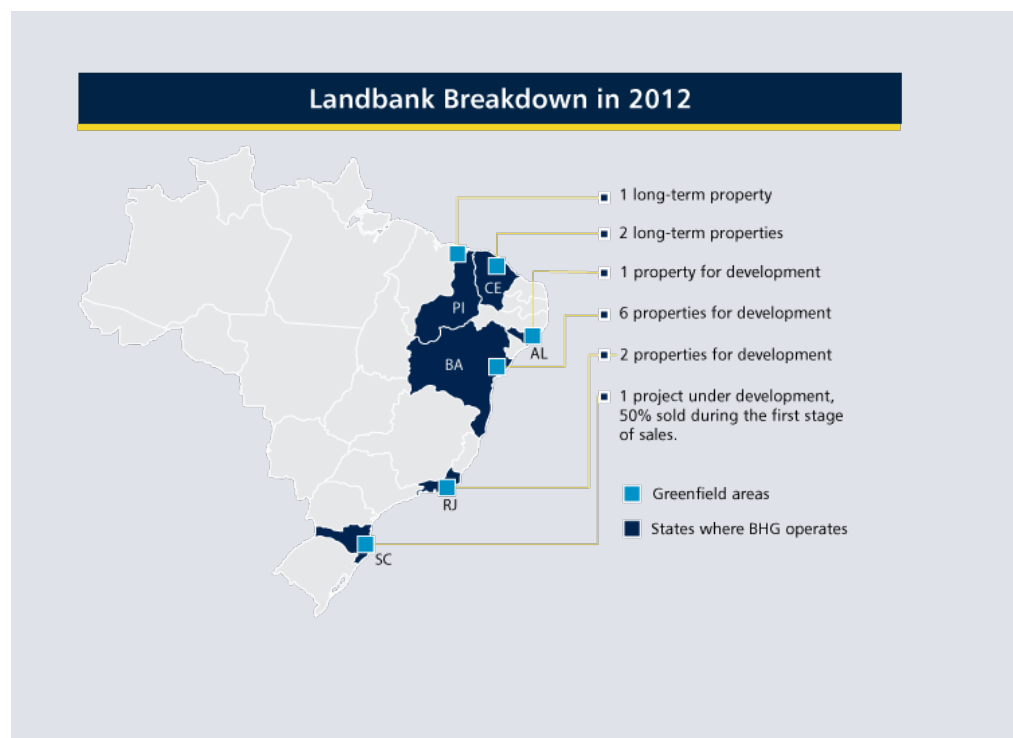 Landbank Breakdown in 2012
1 long-term property
2 long-term properties
1 property for development
6 properties for development
2 properties for development
1 project under development,
50% sold during the first stage
of sales.
CE
PI
AL
BA
RJ
SC
Greenfield areas
States where BHG operates